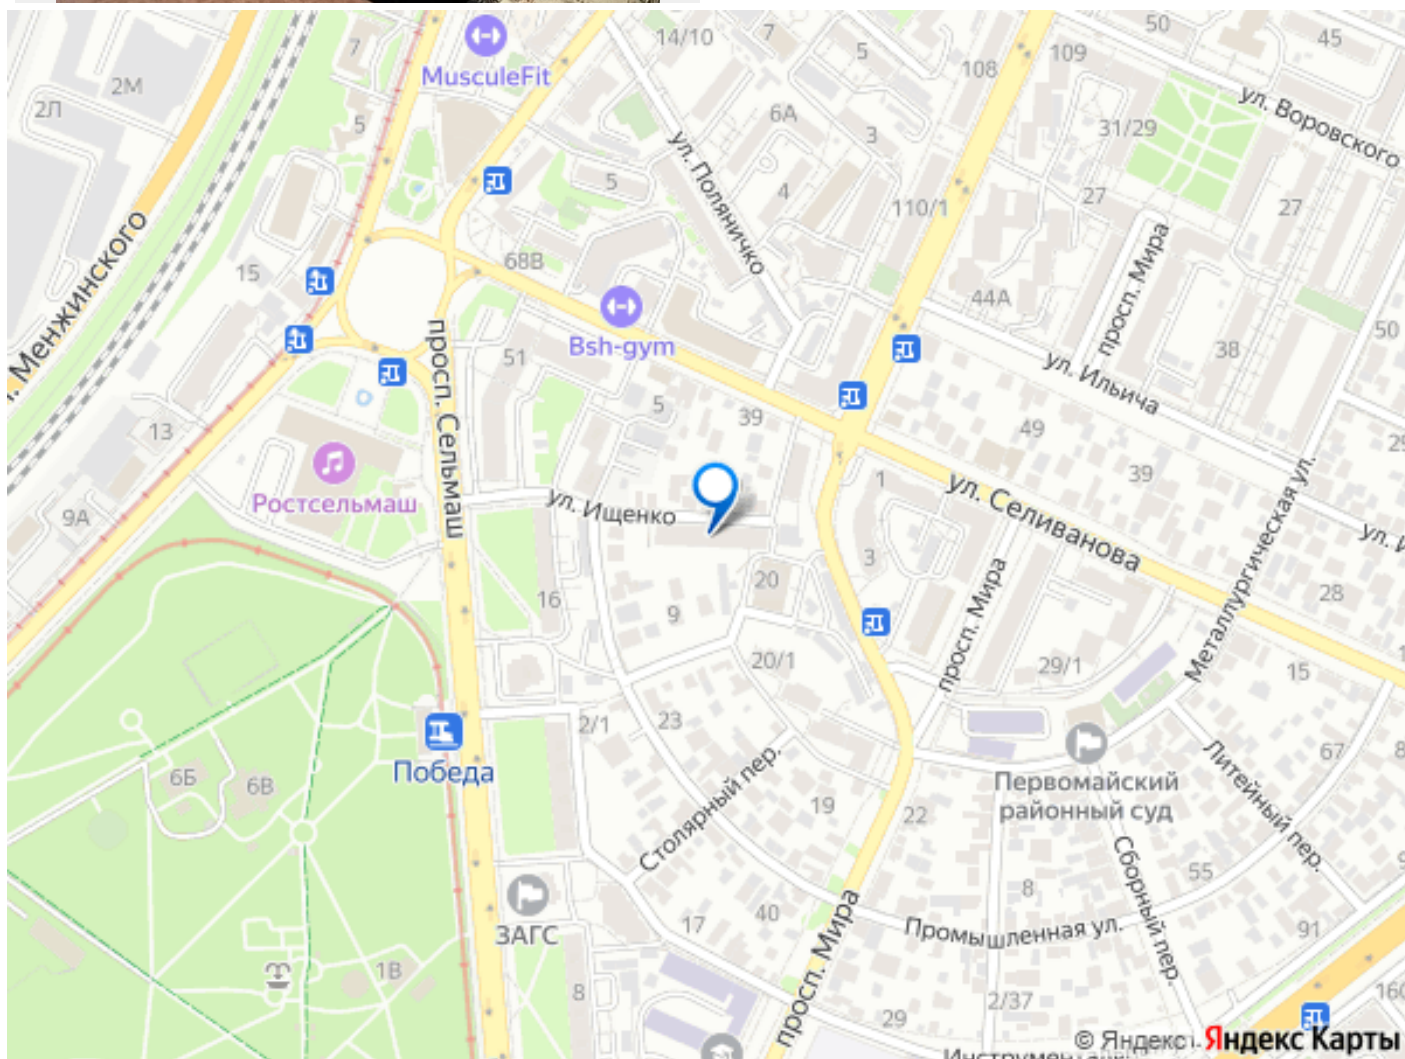 50
45
7
MusculeFit
14/10
7
5
109
108
2М
2Л
5
6А
3
ул. Воровского
31/29
ул. Поляничко
5
4
110/1
27
27
Менжинского
15
68В
просп. Мира
44А
50
Bsh-gym
просп. Сельмаш
51
38
ул. Ильича
5
39
49
13
39
Ростсельмаш
9А
ул. Ищенко
1
ул. Селиванова
Металлургическая ул.
3
20
16
9
просп. Мира
28
20/1
29/1
15
2/1
23
Победа
6Б
6В
67
Первомайский
районный суд
Литейный пер.
Столярный пер.
19
22
Сборный пер.
55
8
40
17
ЗАГС
просп. Мира
Промышленная ул.
91
1В
8
2/37
29
160
© Яндекс
Яндекс Карты